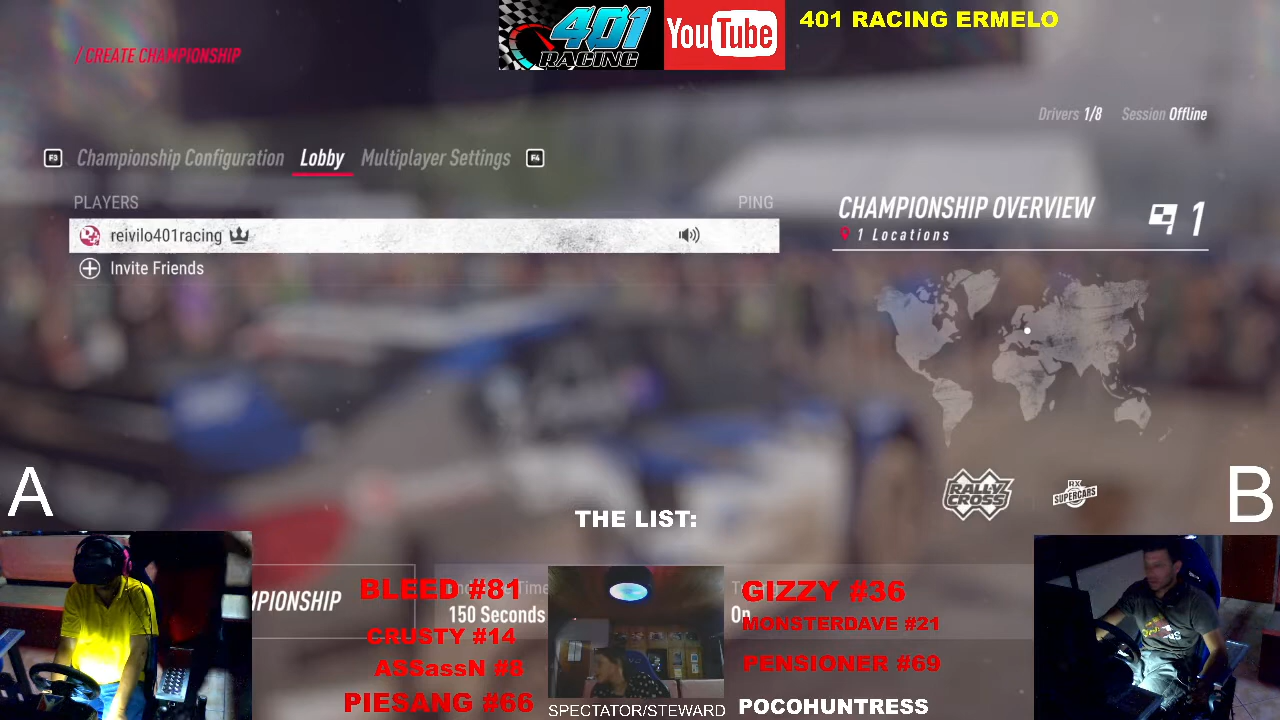 401
RACING
YouTube
401 RACING ERMELO
/ CREATE CHAMPIONSHIP
Drivers 1/8 Session Offline
F3 Championship Configuration Lobby Multiplayer Settings F4
PLAYERS PING
reivilo401racing
Invite Friends
CHAMPIONSHIP OVERVIEW 1
1 Locations
RALLY
CROSS
RX
SUPERCARS
A
B
THE LIST:
150 Seconds
BLEED #81
CRUSTY #14
ASSassN #8
PIESANG #66
GIZZY #36
MONSTERDAVE #21
PENSIONER #69
POCOHUNTRESS
SPECTATOR/STEWARD